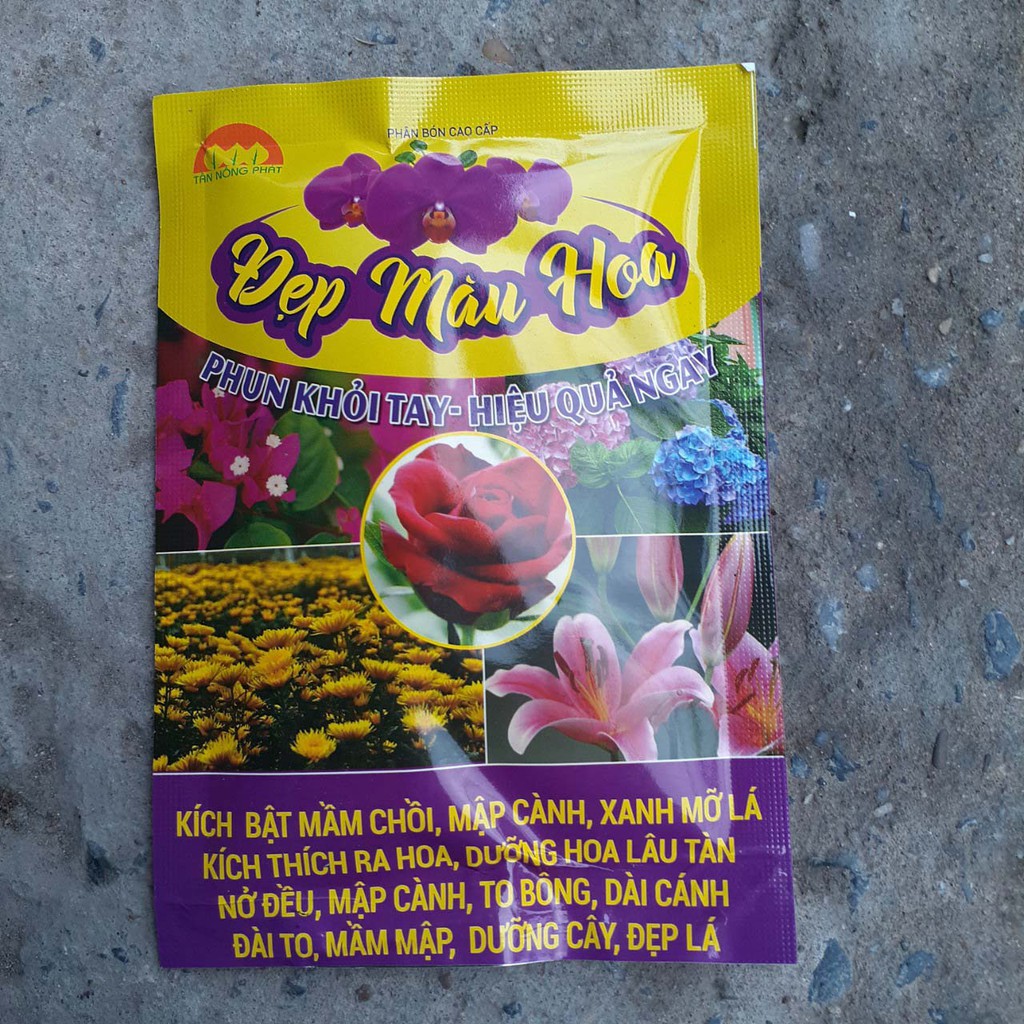 PHÂN BÓN CAO CẤP
TÂN NÔNG PHÁT
Đẹp Màu Hoa
PHUN KHỎI TAY- HIỆU QUẢ NGAY
KÍCH BẬT MẦM CHỒI, MẬP CÀNH, XANH MỠ LÁ
KÍCH THÍCH RA HOA, DƯỠNG HOA LÂU TÀN
NỞ ĐỀU, MẬP CÀNH, TO BÔNG, DÀI CÁNH
ĐÀI TO, MẦM MẬP, DƯỠNG CÂY, ĐẸP LÁ